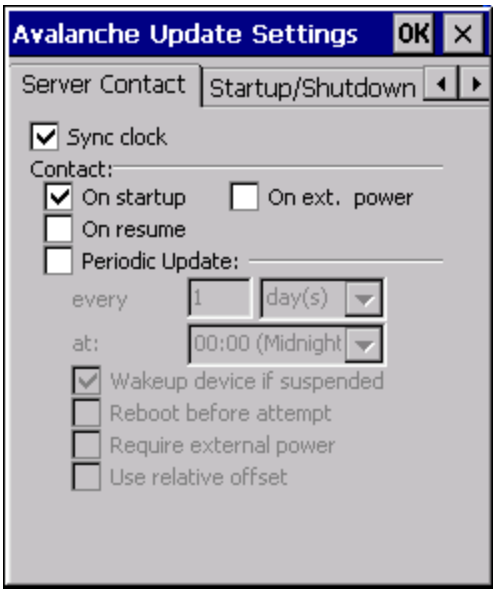 Avalanche Update Settings OK
Server Contact Startup/Shutdown
Sync clock
Contact:
On startup On ext. power
On resume
Periodic Update:
every 1 day(s)
at: 00:00 (Midnight
Wakeup device if suspended
Reboot before attempt
Require external power
Use relative offset